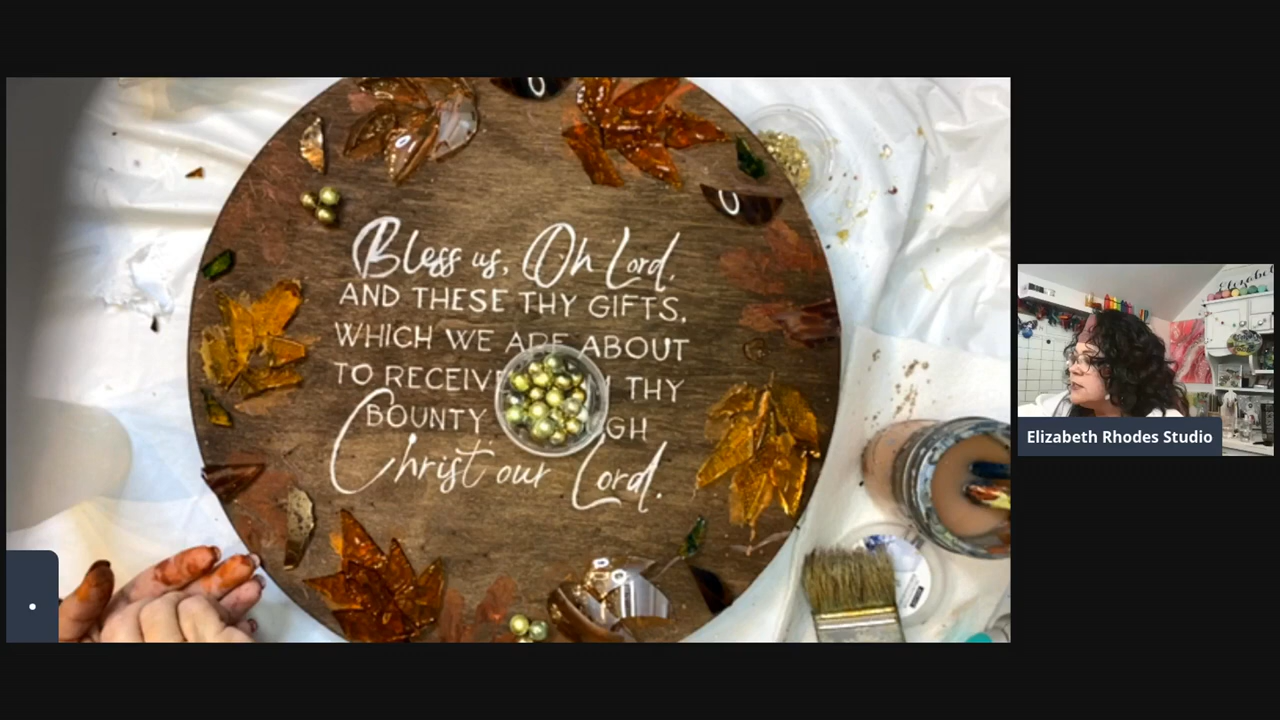 Bless us, Oh Lord,
AND THESE THY GIFTS,
WHICH WE ARE ABOUT
TO RECEIVE THY
BOUNTY
Christ our Lord.
Elizabeth Rhodes Studio